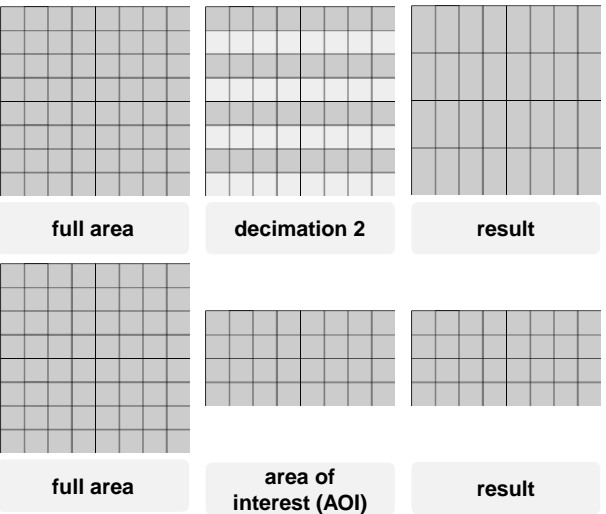 full area
decimation 2
result
full area
area of
interest (AOI)
result